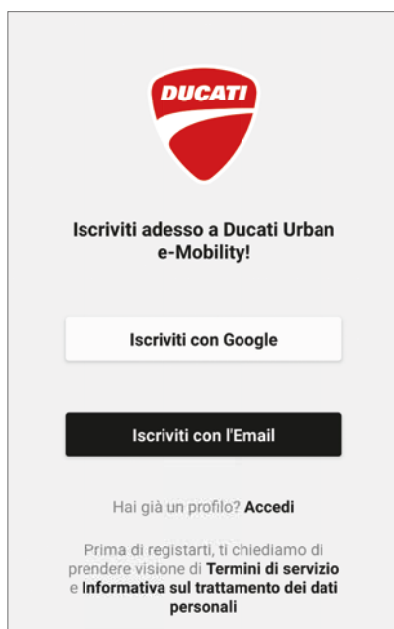 DUCATI
Iscriviti adesso a Ducati Urban
e-Mobility!
Iscriviti con Google
Iscriviti con l'Email
Hai già un profilo? Accedi
Prima di registarti, ti chiediamo di
prendere visione di Termini di servizio
e Informativa sul trattamento dei dati
personali